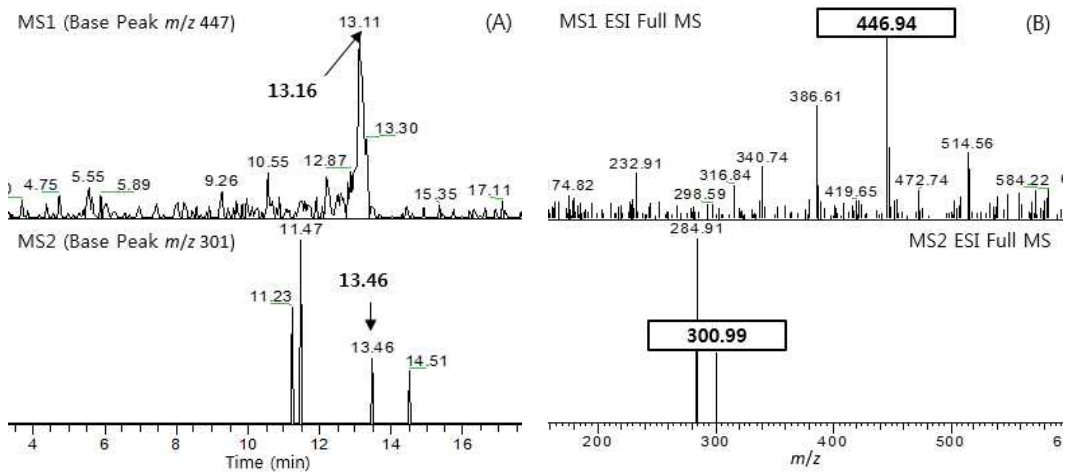 MS1 (Base Peak m/z 447)
(A)
13.11
13.16
13.30
12.87
10.55
9.26
5.55
5.89
4.75
15.35
17.11
MS2 (Base Peak m/z 301)
11.47
11.23
13.46
13.46
14.51
4 6 8 10 12 14 16
Time (min)
MS1 ESI Full MS
(B)
446.94
386.61
514.56
340.74
232.91
316.84
298.59
419.65
472.74
584.22
174.82
MS2 ESI Full MS
284.91
300.99
200 300 400 500 6
m/z